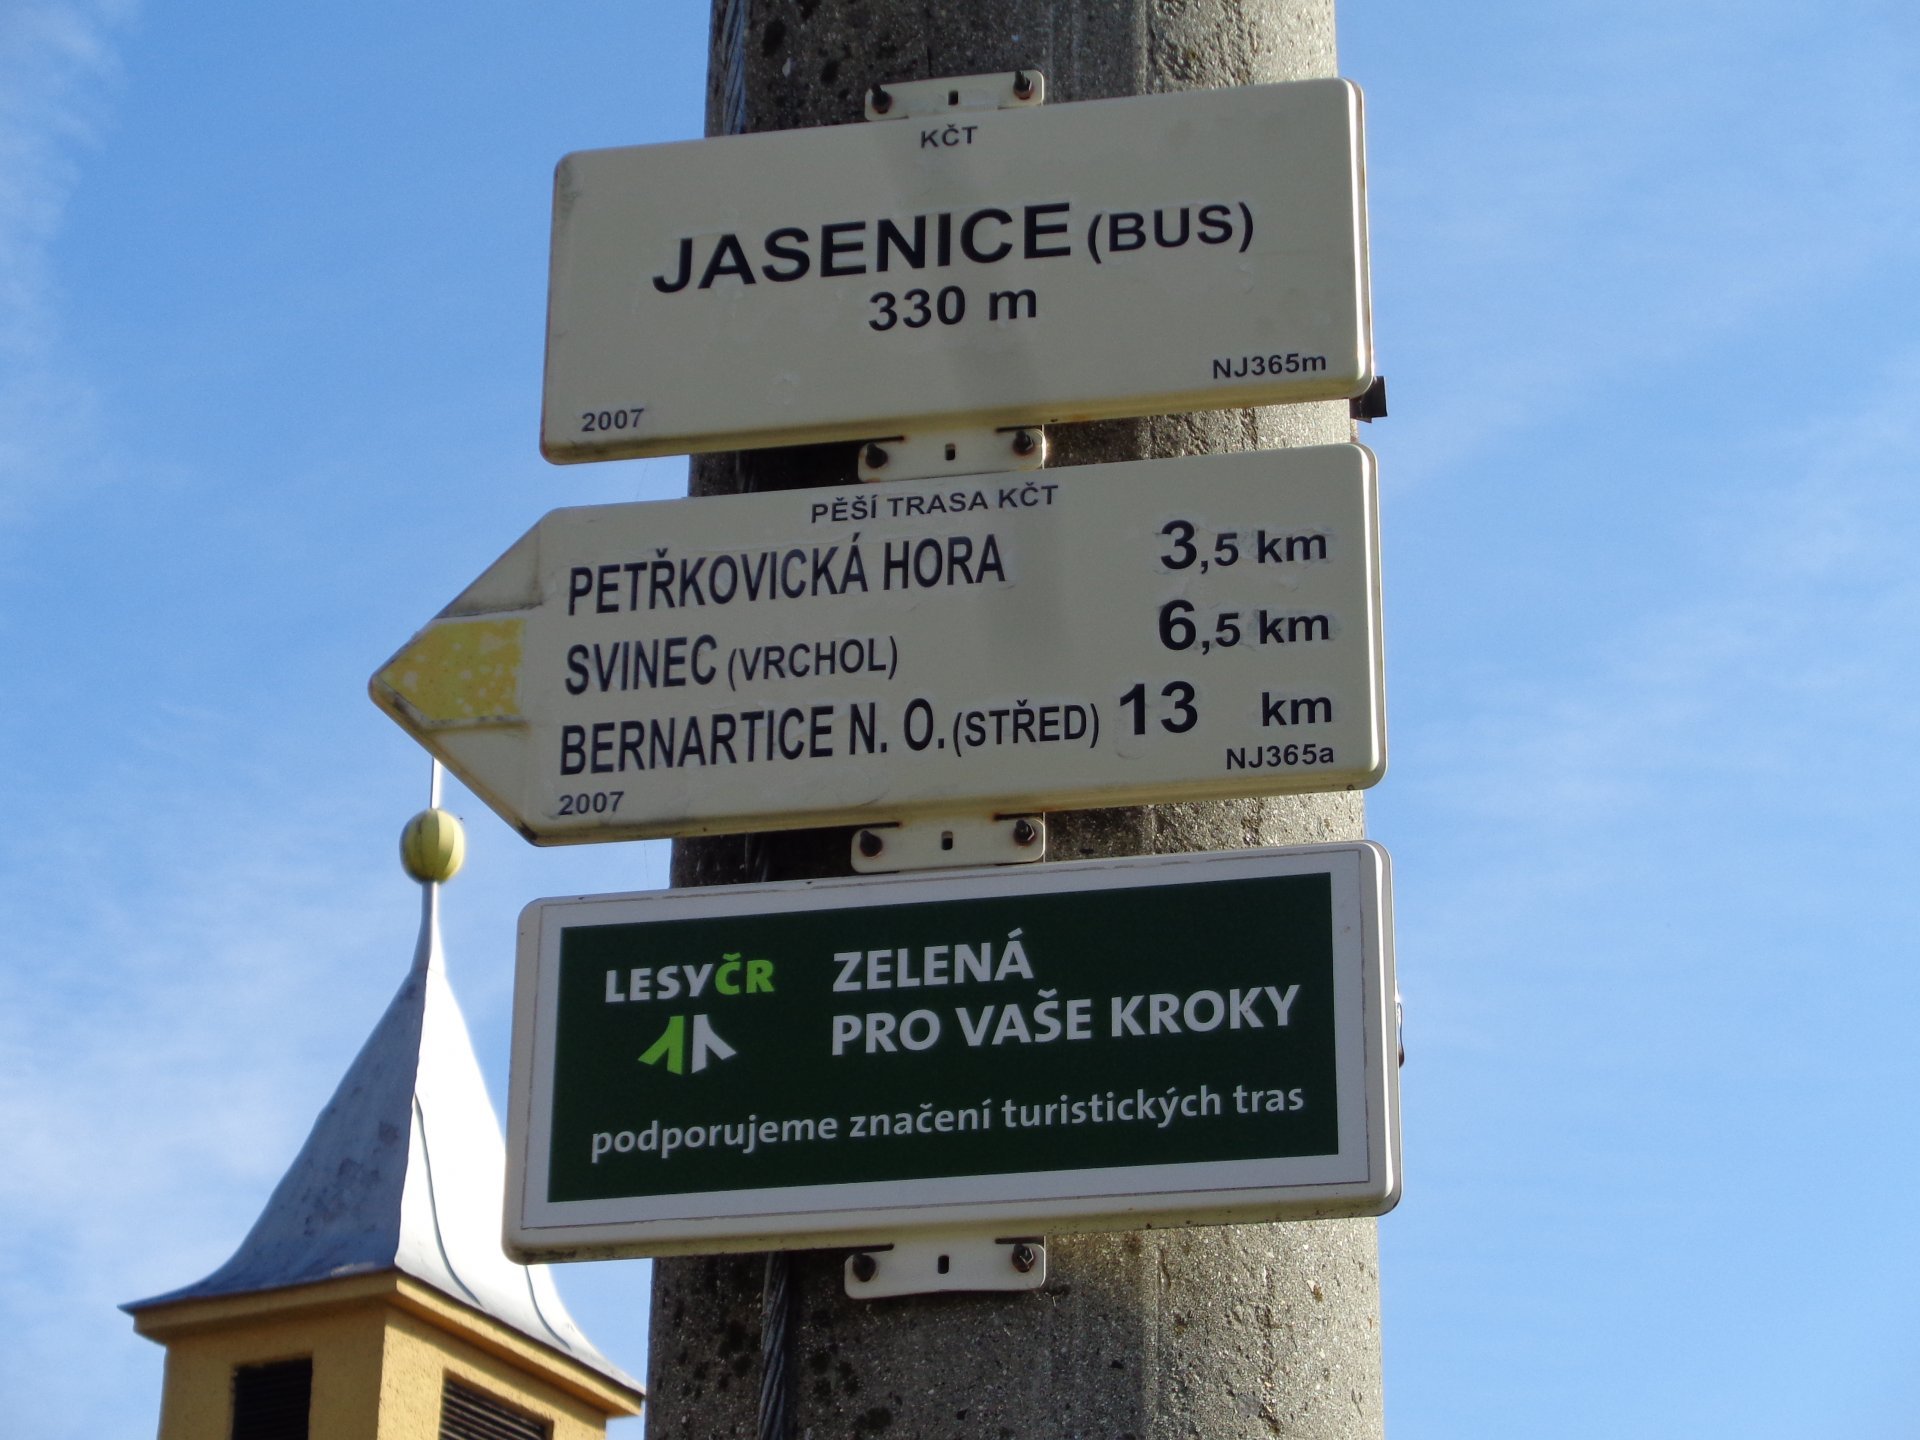 KČT
JASENICE (BUS)
330 m
NJ365m
2007
PĚŠÍ TRASA KČT
PETŘKOVICKÁ HORA 3,5 km
SVINEC (VRCHOL) 6,5 km
BERNARTICE N. O. (STŘED) 13 km
NJ365a
2007
LESYČR
ZELENÁ
PRO VAŠE KROKY
podporujeme značení turistických tras